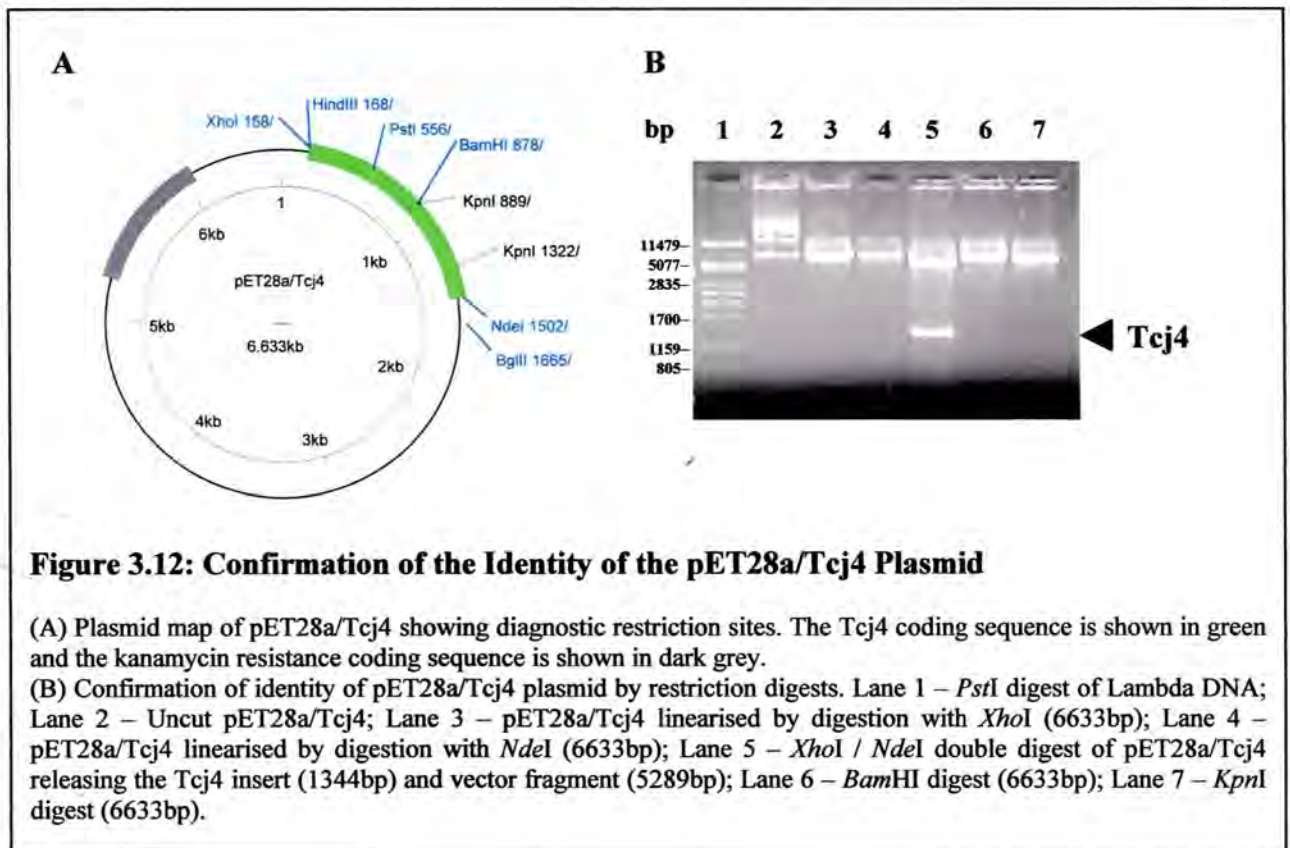 A
B
HindIII 168/
XhoI 158/
PstI 556/
BamHI 878/
KpnI 889/
KpnI 1322/
NdeI 1502/
BglII 1665/
1
1kb
2kb
3kb
4kb
5kb
6kb
pET28a/Tcj4
6.633kb
bp 1 2 3 4 5 6 7
11479–
5077–
2835–
1700–
1159–
805–
Tcj4
Figure 3.12: Confirmation of the Identity of the pET28a/Tcj4 Plasmid
(A) Plasmid map of pET28a/Tcj4 showing diagnostic restriction sites. The Tcj4 coding sequence is shown in green
and the kanamycin resistance coding sequence is shown in dark grey.
(B) Confirmation of identity of pET28a/Tcj4 plasmid by restriction digests. Lane 1 – PstI digest of Lambda DNA;
Lane 2 – Uncut pET28a/Tcj4; Lane 3 – pET28a/Tcj4 linearised by digestion with XhoI (6633bp); Lane 4 –
pET28a/Tcj4 linearised by digestion with NdeI (6633bp); Lane 5 – XhoI / NdeI double digest of pET28a/Tcj4
releasing the Tcj4 insert (1344bp) and vector fragment (5289bp); Lane 6 – BamHI digest (6633bp); Lane 7 – KpnI
digest (6633bp).